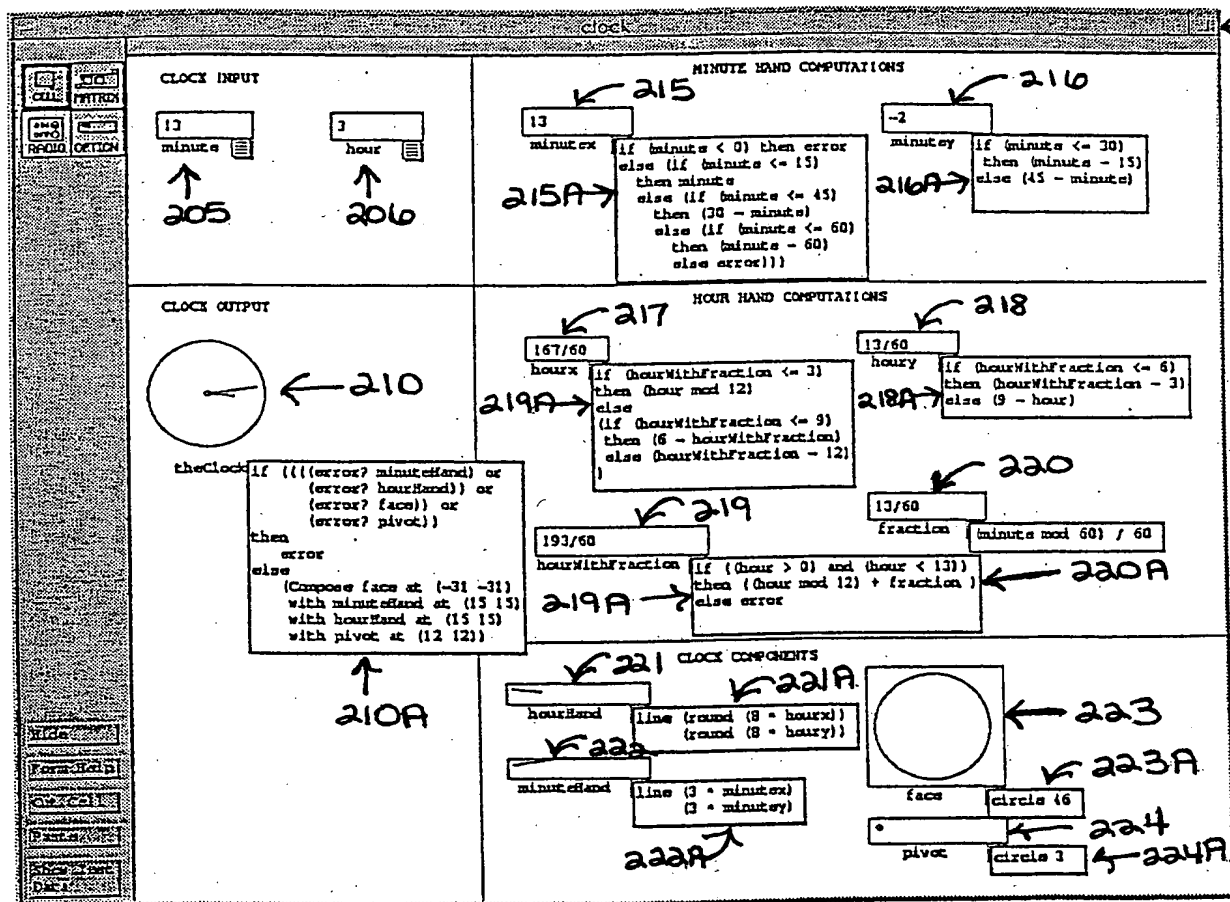 clock
CELL MATRIX
RADIO OPTION
CLOCK INPUT
13
minute
3
hour
205
206
MINUTE HAND COMPUTATIONS
215
13
minutex
215A
if (minute < 0) then error
else (if (minute <= 15)
then minute
else (if (minute <= 45)
then (30 - minute)
else (if (minute <= 60)
then (minute - 60)
else error)))
216
-2
minutey
216A
if (minute <= 30)
then (minute - 15)
else (45 - minute)
CLOCK OUTPUT
210
theClock
if ((((error? minuteHand) or
(error? hourHand)) or
(error? face)) or
(error? pivot))
then
error
else
(Compose face at (-31 -31)
with minuteHand at (15 15)
with hourHand at (15 15)
with pivot at (12 12))
210A
HOUR HAND COMPUTATIONS
217
167/60
hourx
219A
if (hourWithFraction <= 3)
then (hour mod 12)
else
(if (hourWithFraction <= 9)
then (6 - hourWithFraction)
else (hourWithFraction - 12)
)
218
13/60
houry
218A
if (hourWithFraction <= 6)
then (hourWithFraction - 3)
else (9 - hour)
219
193/60
hourWithFraction
219A
if ((hour > 0) and (hour < 13))
then ((hour mod 12) + fraction )
else error
220
13/60
fraction
(minute mod 60) / 60
220A
CLOCK COMPONENTS
221
hourHand
221A
line (round (8 * hourx))
(round (8 * houry))
222
minuteHand
line (3 * minutex)
(3 * minutey)
222A
223
face
223A
circle 46
224
pivot
circle 3
224A
Hide
Form Help
Cut Cell
Paste
Show Inst